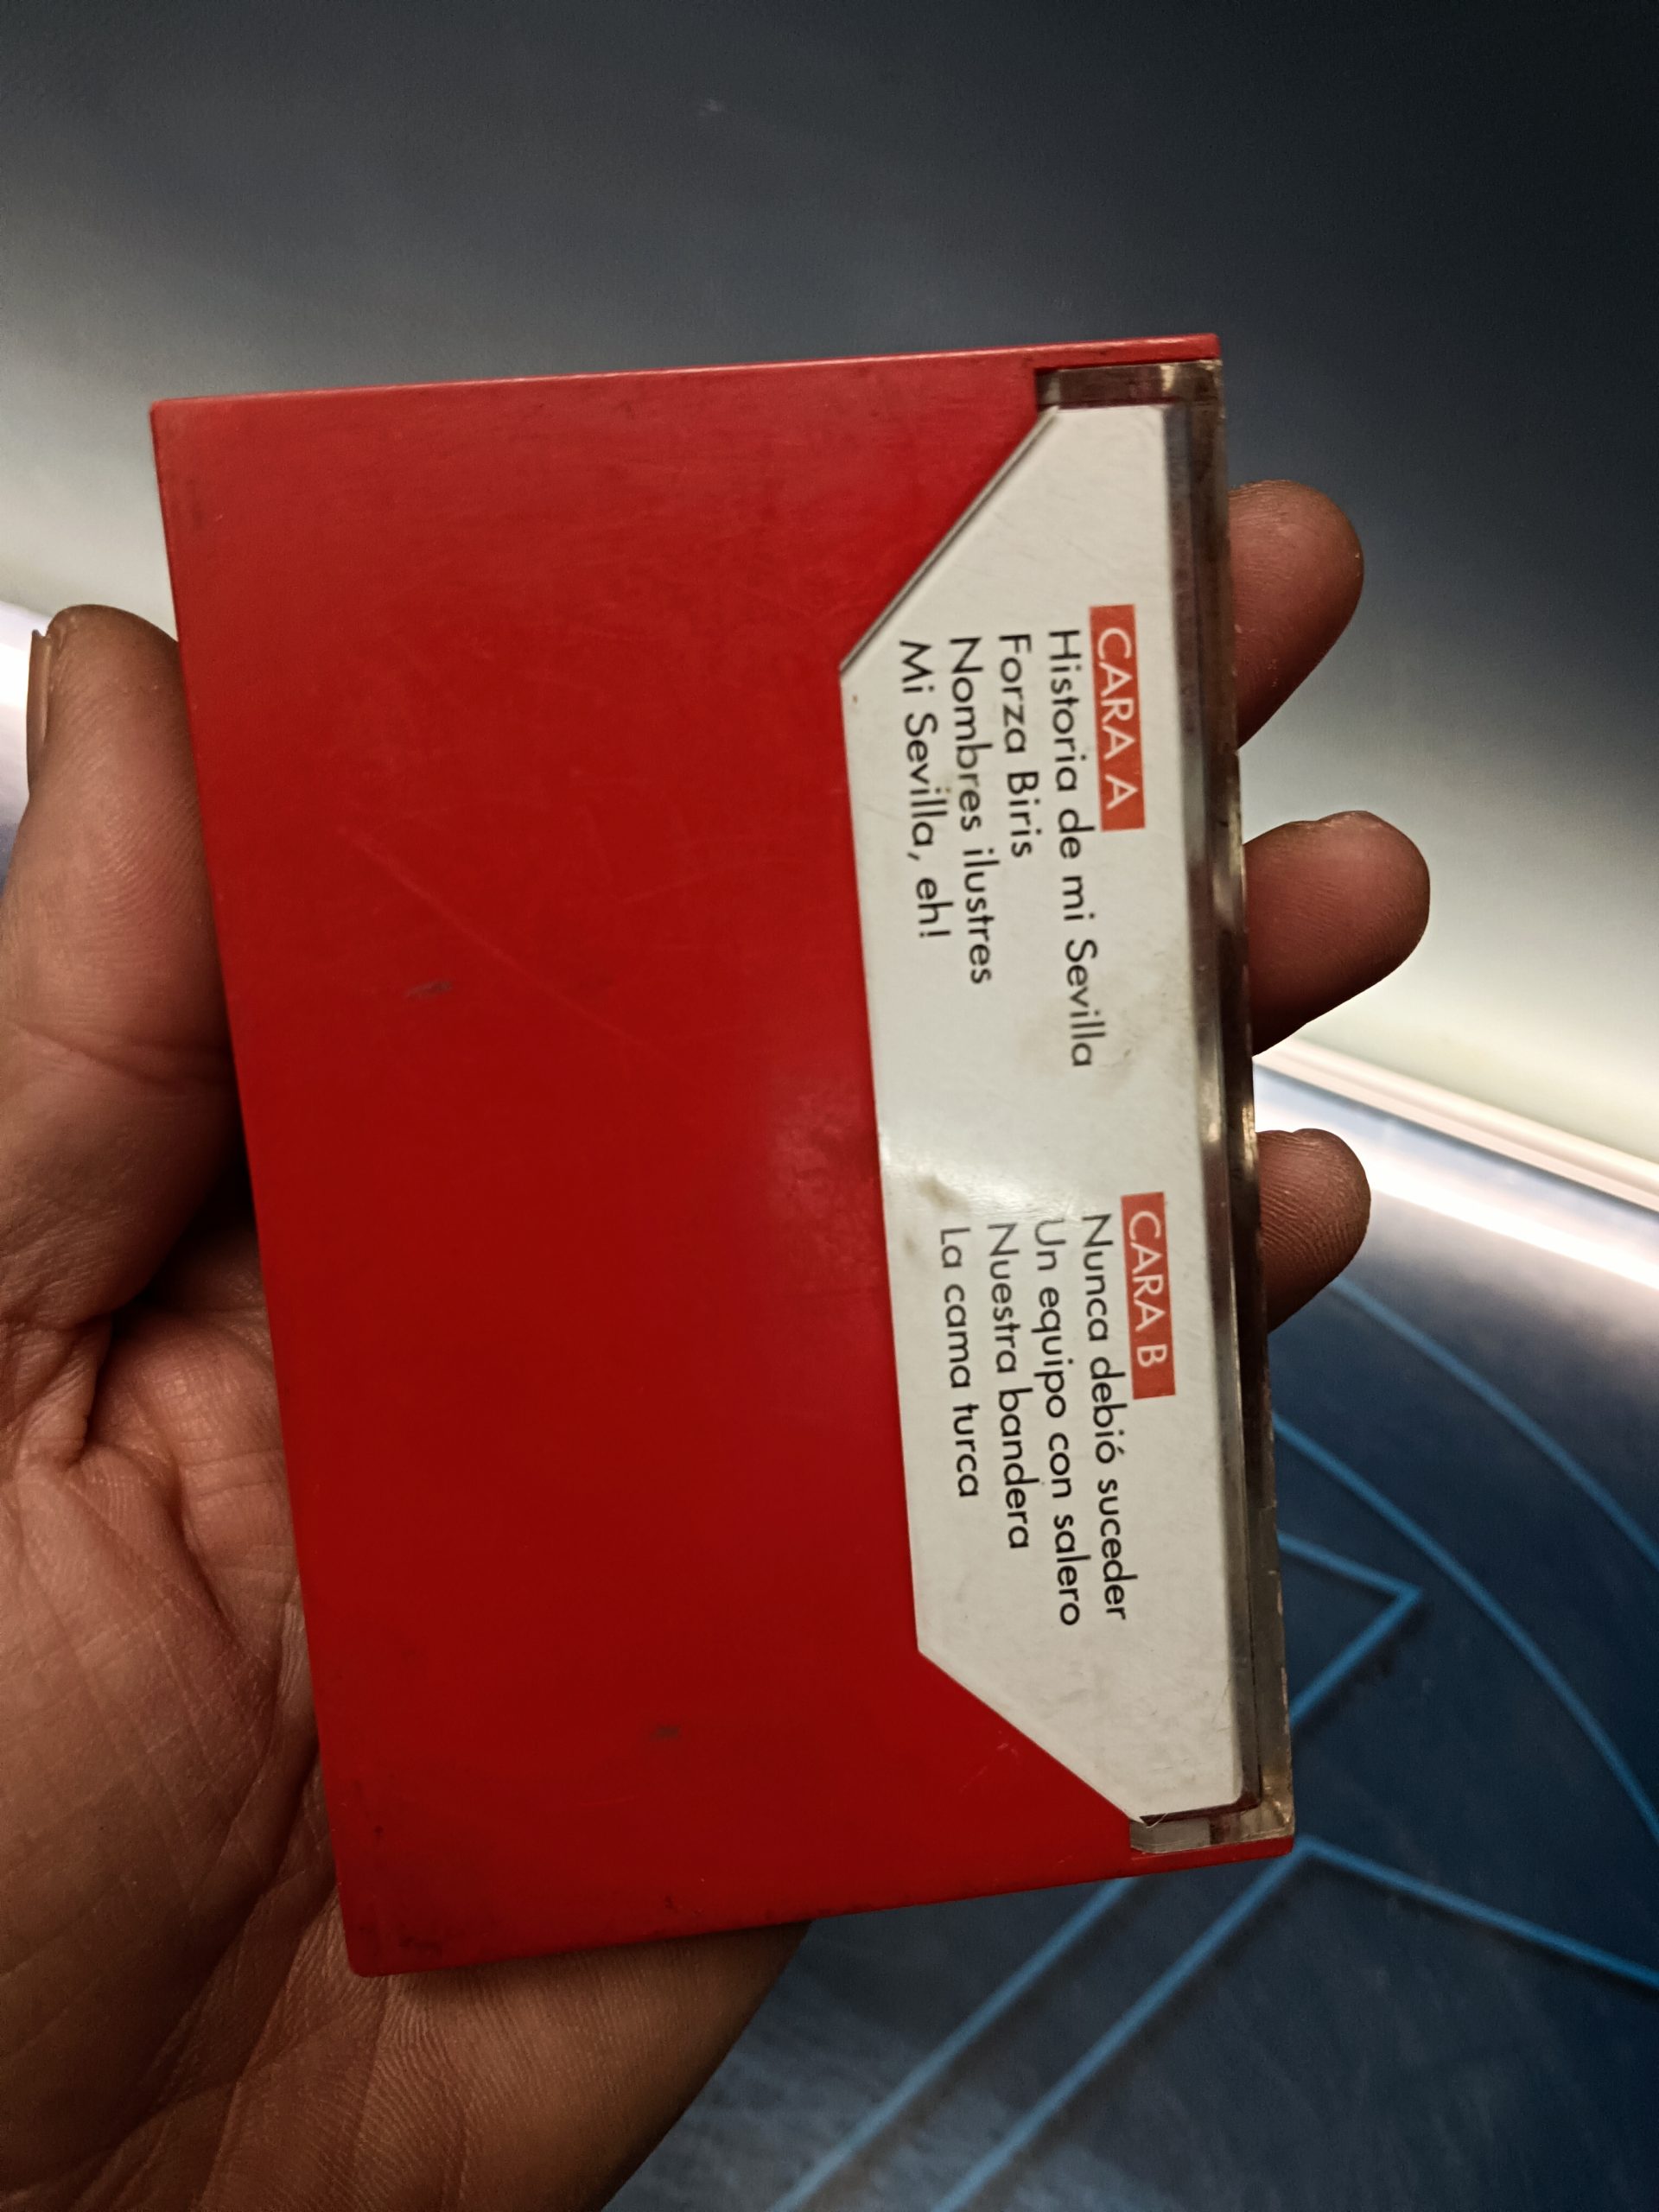 CARA A
Historia de mi Sevilla
Forza Biris
Nombres ilustres
Mi Sevilla, eh!
CARA B
Nunca debió suceder
Un equipo con salero
Nuestra bandera
La cama turca